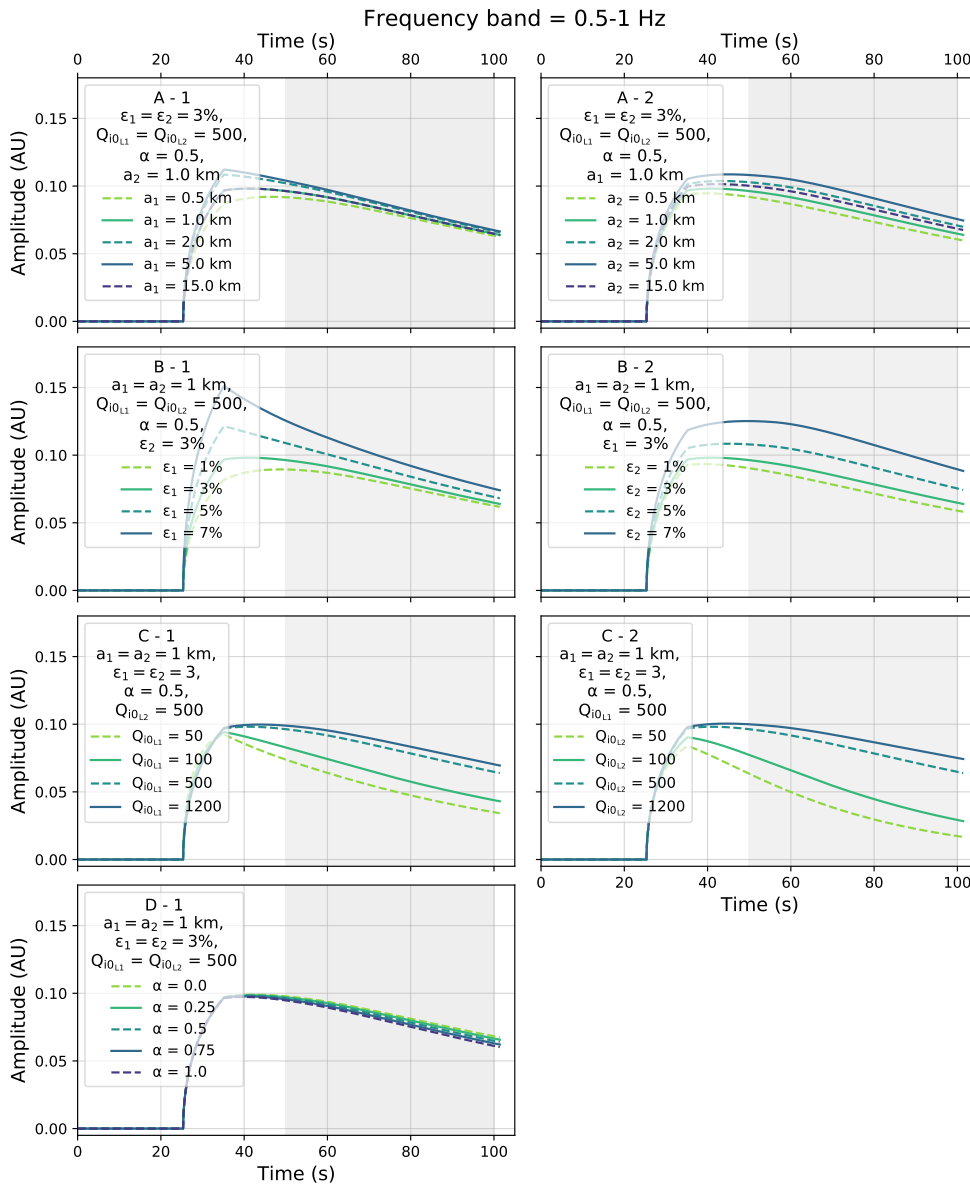 Frequency band = 0.5-1 Hz
Time (s)
Time (s)
0 20 40 60 80 100
0 20 40 60 80 100
Amplitude (AU)
0.15
0.10
0.05
0.00
A - 1
ε₁ = ε₂ = 3%,
Qi0L1 = Qi0L2 = 500,
α = 0.5,
a₂ = 1.0 km
a₁ = 0.5 km
a₁ = 1.0 km
a₁ = 2.0 km
a₁ = 5.0 km
a₁ = 15.0 km
A - 2
ε₁ = ε₂ = 3%,
Qi0L1 = Qi0L2 = 500,
α = 0.5,
a₁ = 1.0 km
a₂ = 0.5 km
a₂ = 1.0 km
a₂ = 2.0 km
a₂ = 5.0 km
a₂ = 15.0 km
Amplitude (AU)
0.15
0.10
0.05
0.00
B - 1
a₁ = a₂ = 1 km,
Qi0L1 = Qi0L2 = 500,
α = 0.5,
ε₂ = 3%
ε₁ = 1%
ε₁ = 3%
ε₁ = 5%
ε₁ = 7%
B - 2
a₁ = a₂ = 1 km,
Qi0L1 = Qi0L2 = 500,
α = 0.5,
ε₁ = 3%
ε₂ = 1%
ε₂ = 3%
ε₂ = 5%
ε₂ = 7%
Amplitude (AU)
0.15
0.10
0.05
0.00
C - 1
a₁ = a₂ = 1 km,
ε₁ = ε₂ = 3,
α = 0.5,
Qi0L2 = 500
Qi0L1 = 50
Qi0L1 = 100
Qi0L1 = 500
Qi0L1 = 1200
C - 2
a₁ = a₂ = 1 km,
ε₁ = ε₂ = 3,
α = 0.5,
Qi0L1 = 500
Qi0L2 = 50
Qi0L2 = 100
Qi0L2 = 500
Qi0L2 = 1200
0 20 40 60 80 100
Time (s)
Amplitude (AU)
0.15
0.10
0.05
0.00
D - 1
a₁ = a₂ = 1 km,
ε₁ = ε₂ = 3%,
Qi0L1 = Qi0L2 = 500
α = 0.0
α = 0.25
α = 0.5
α = 0.75
α = 1.0
0 20 40 60 80 100
Time (s)